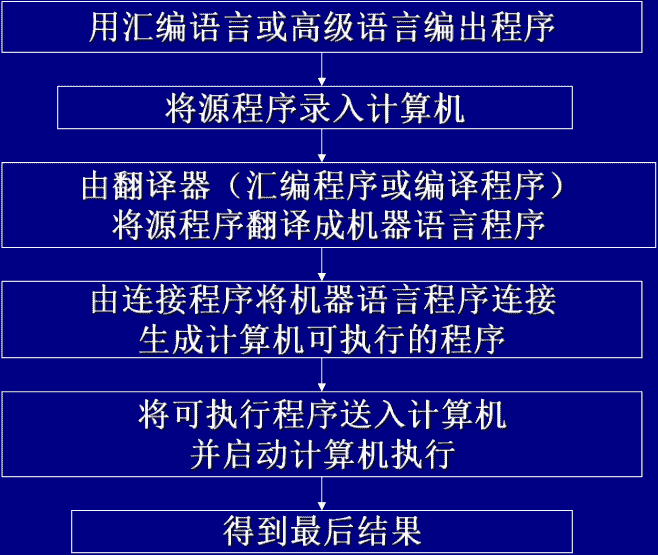 用汇编语言或高级语言编出程序
将源程序录入计算机
由翻译器（汇编程序或编译程序）
将源程序翻译成机器语言程序
由连接程序将机器语言程序连接
生成计算机可执行的程序
将可执行程序送入计算机
并启动计算机执行
得到最后结果